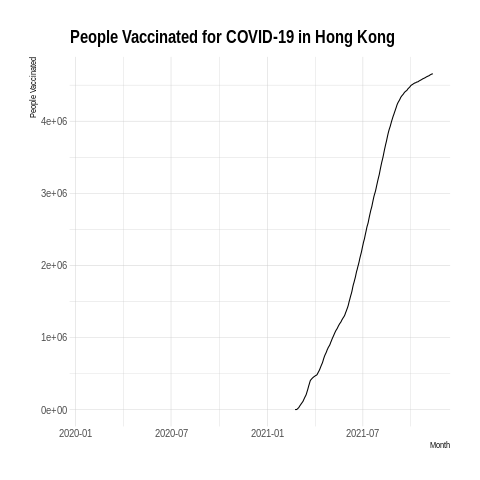 People Vaccinated for COVID-19 in Hong Kong
People Vaccinated
4e+06
3e+06
2e+06
1e+06
0e+00
2020-01 2020-07 2021-01 2021-07
Month